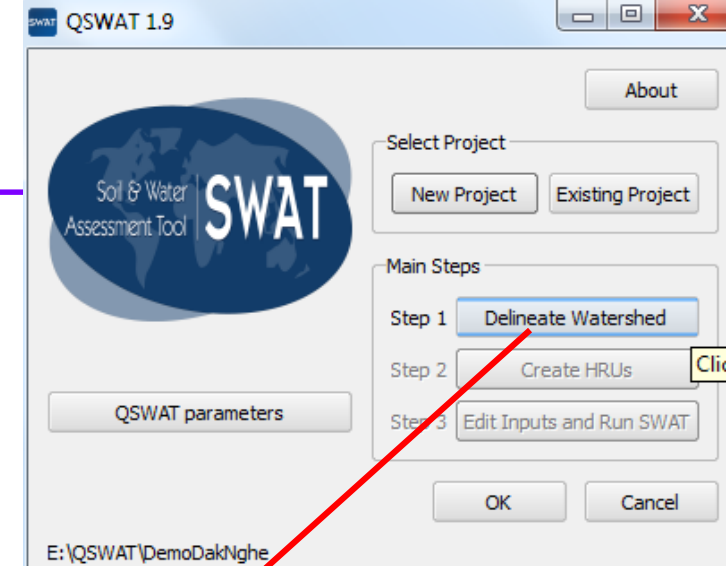 QSWAT 1.9
About
Select Project
New Project Existing Project
Soil & Water
Assessment Tool
SWAT
Main Steps
Step 1 Delineate Watershed
Step 2 Create HRUs
Step 3 Edit Inputs and Run SWAT
QSWAT parameters
OK Cancel
E:\QSWAT\DemoDakNghe